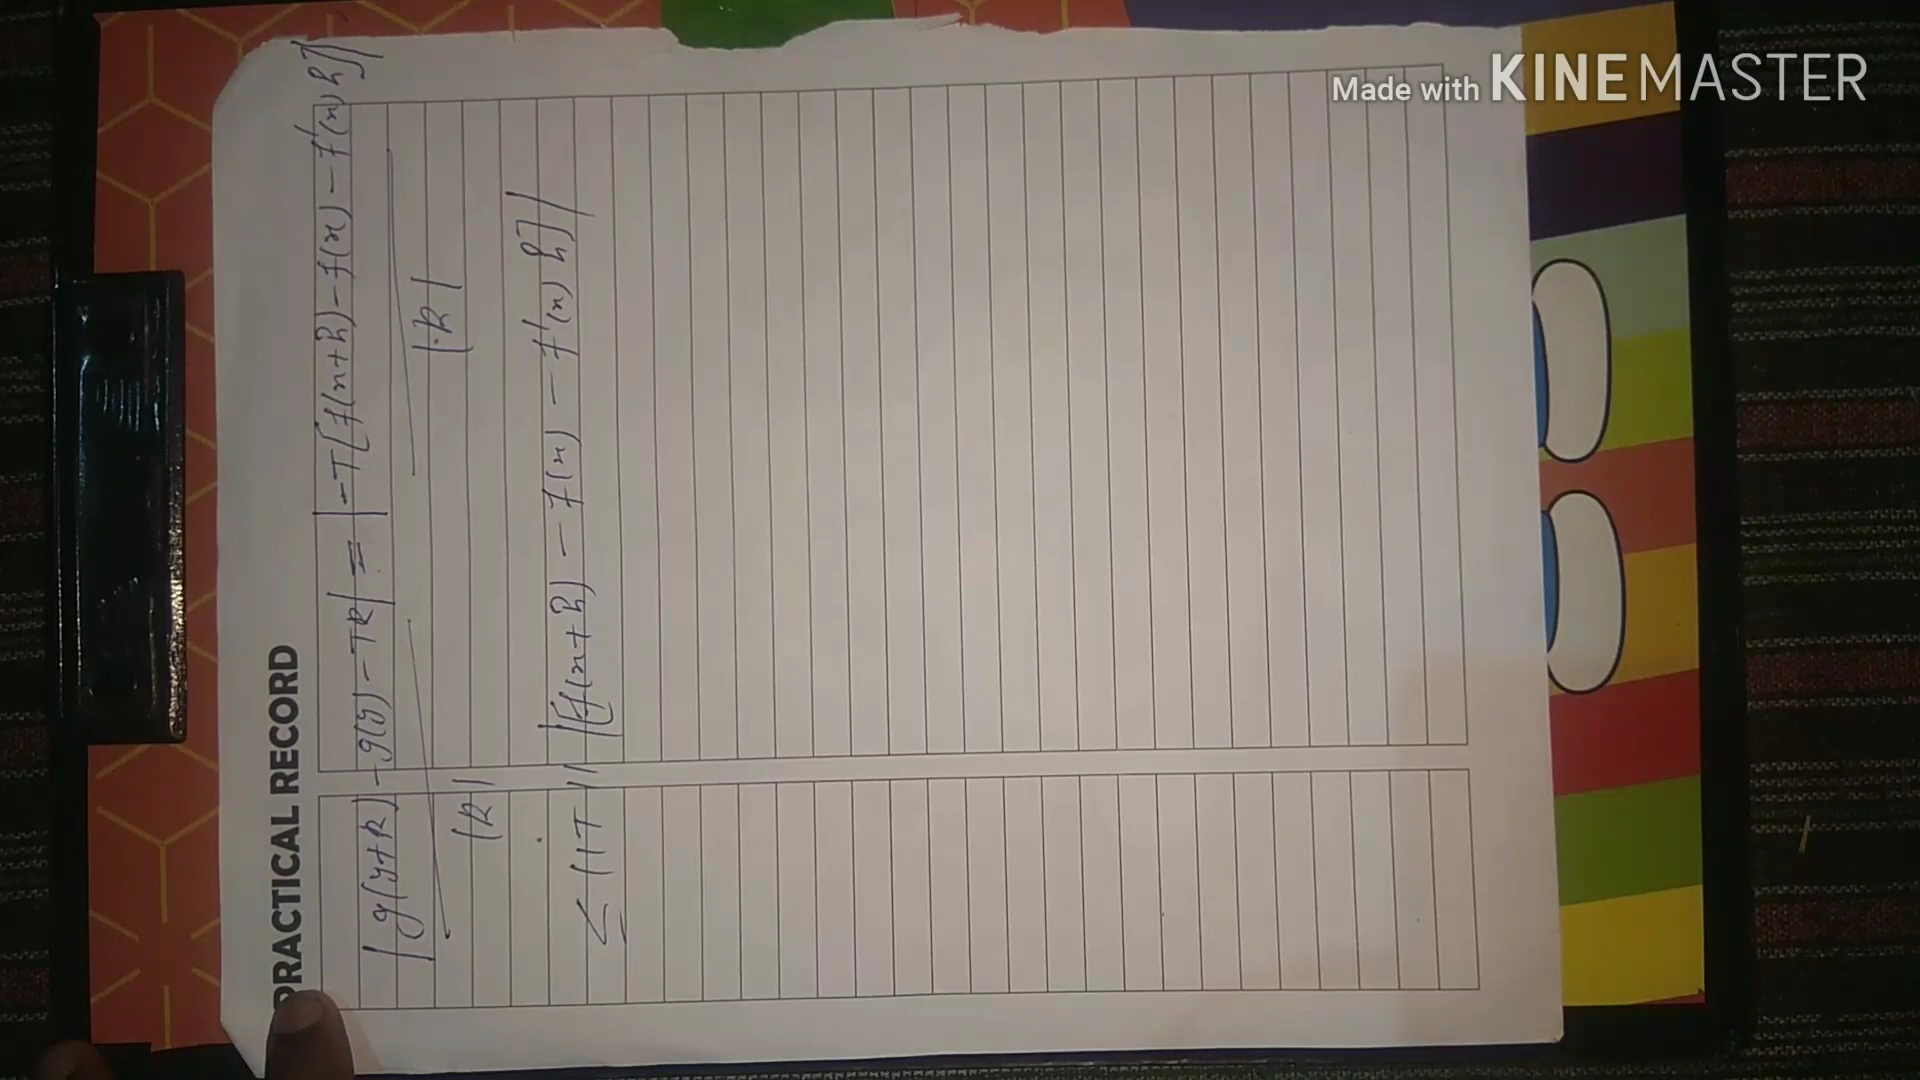 Made with KINEMASTER
PRACTICAL RECORD
|g(y+k) - g(y) - Tk| = |-T[f(x+h) - f(x) - f'(x)h]|
|k| |k|
≤ ||T|| |[f(x+h) - f(x) - f'(x)h]|